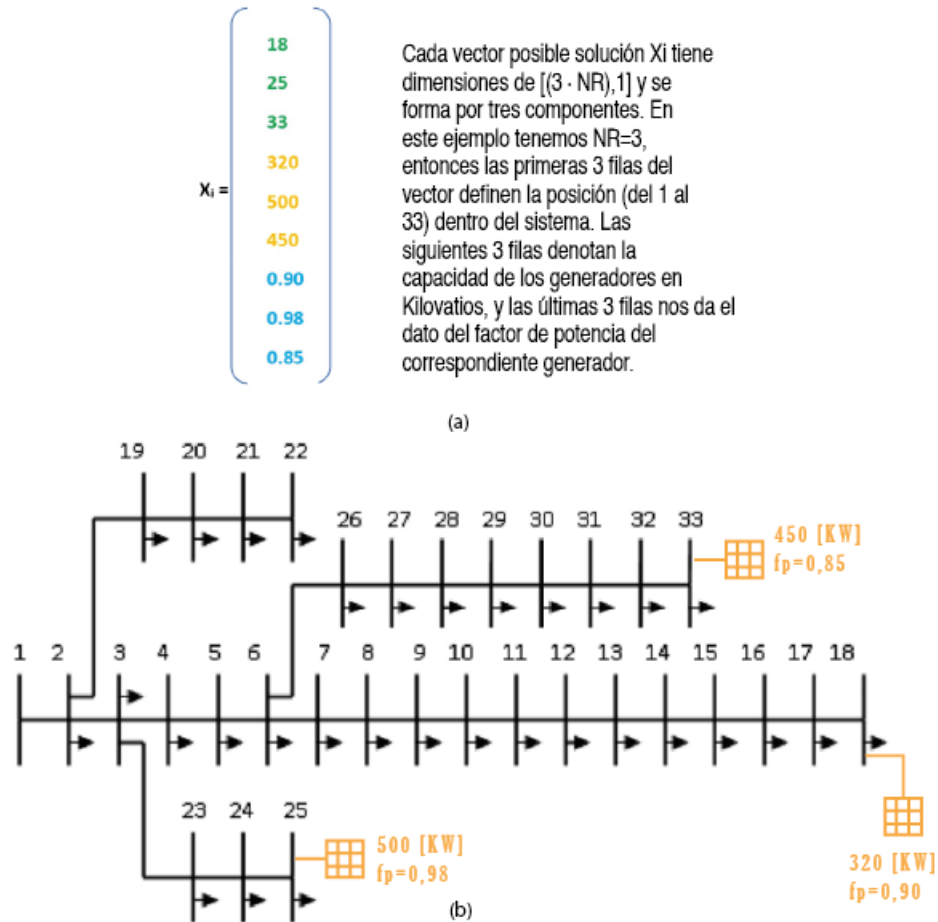 18
25
33
320
500
450
0.90
0.98
0.85
Xi =
Cada vector posible solución Xi tiene
dimensiones de [(3 · NR),1] y se
forma por tres componentes. En
este ejemplo tenemos NR=3,
entonces las primeras 3 filas del
vector definen la posición (del 1 al
33) dentro del sistema. Las
siguientes 3 filas denotan la
capacidad de los generadores en
Kilovatios, y las últimas 3 filas nos da el
dato del factor de potencia del
correspondiente generador.
(a)
19 20 21 22
26 27 28 29 30 31 32 33
450 [KW]
fp=0,85
1 2 3 4 5 6 7 8 9 10 11 12 13 14 15 16 17 18
23 24 25
500 [KW]
fp=0,98
320 [KW]
fp=0,90
(b)